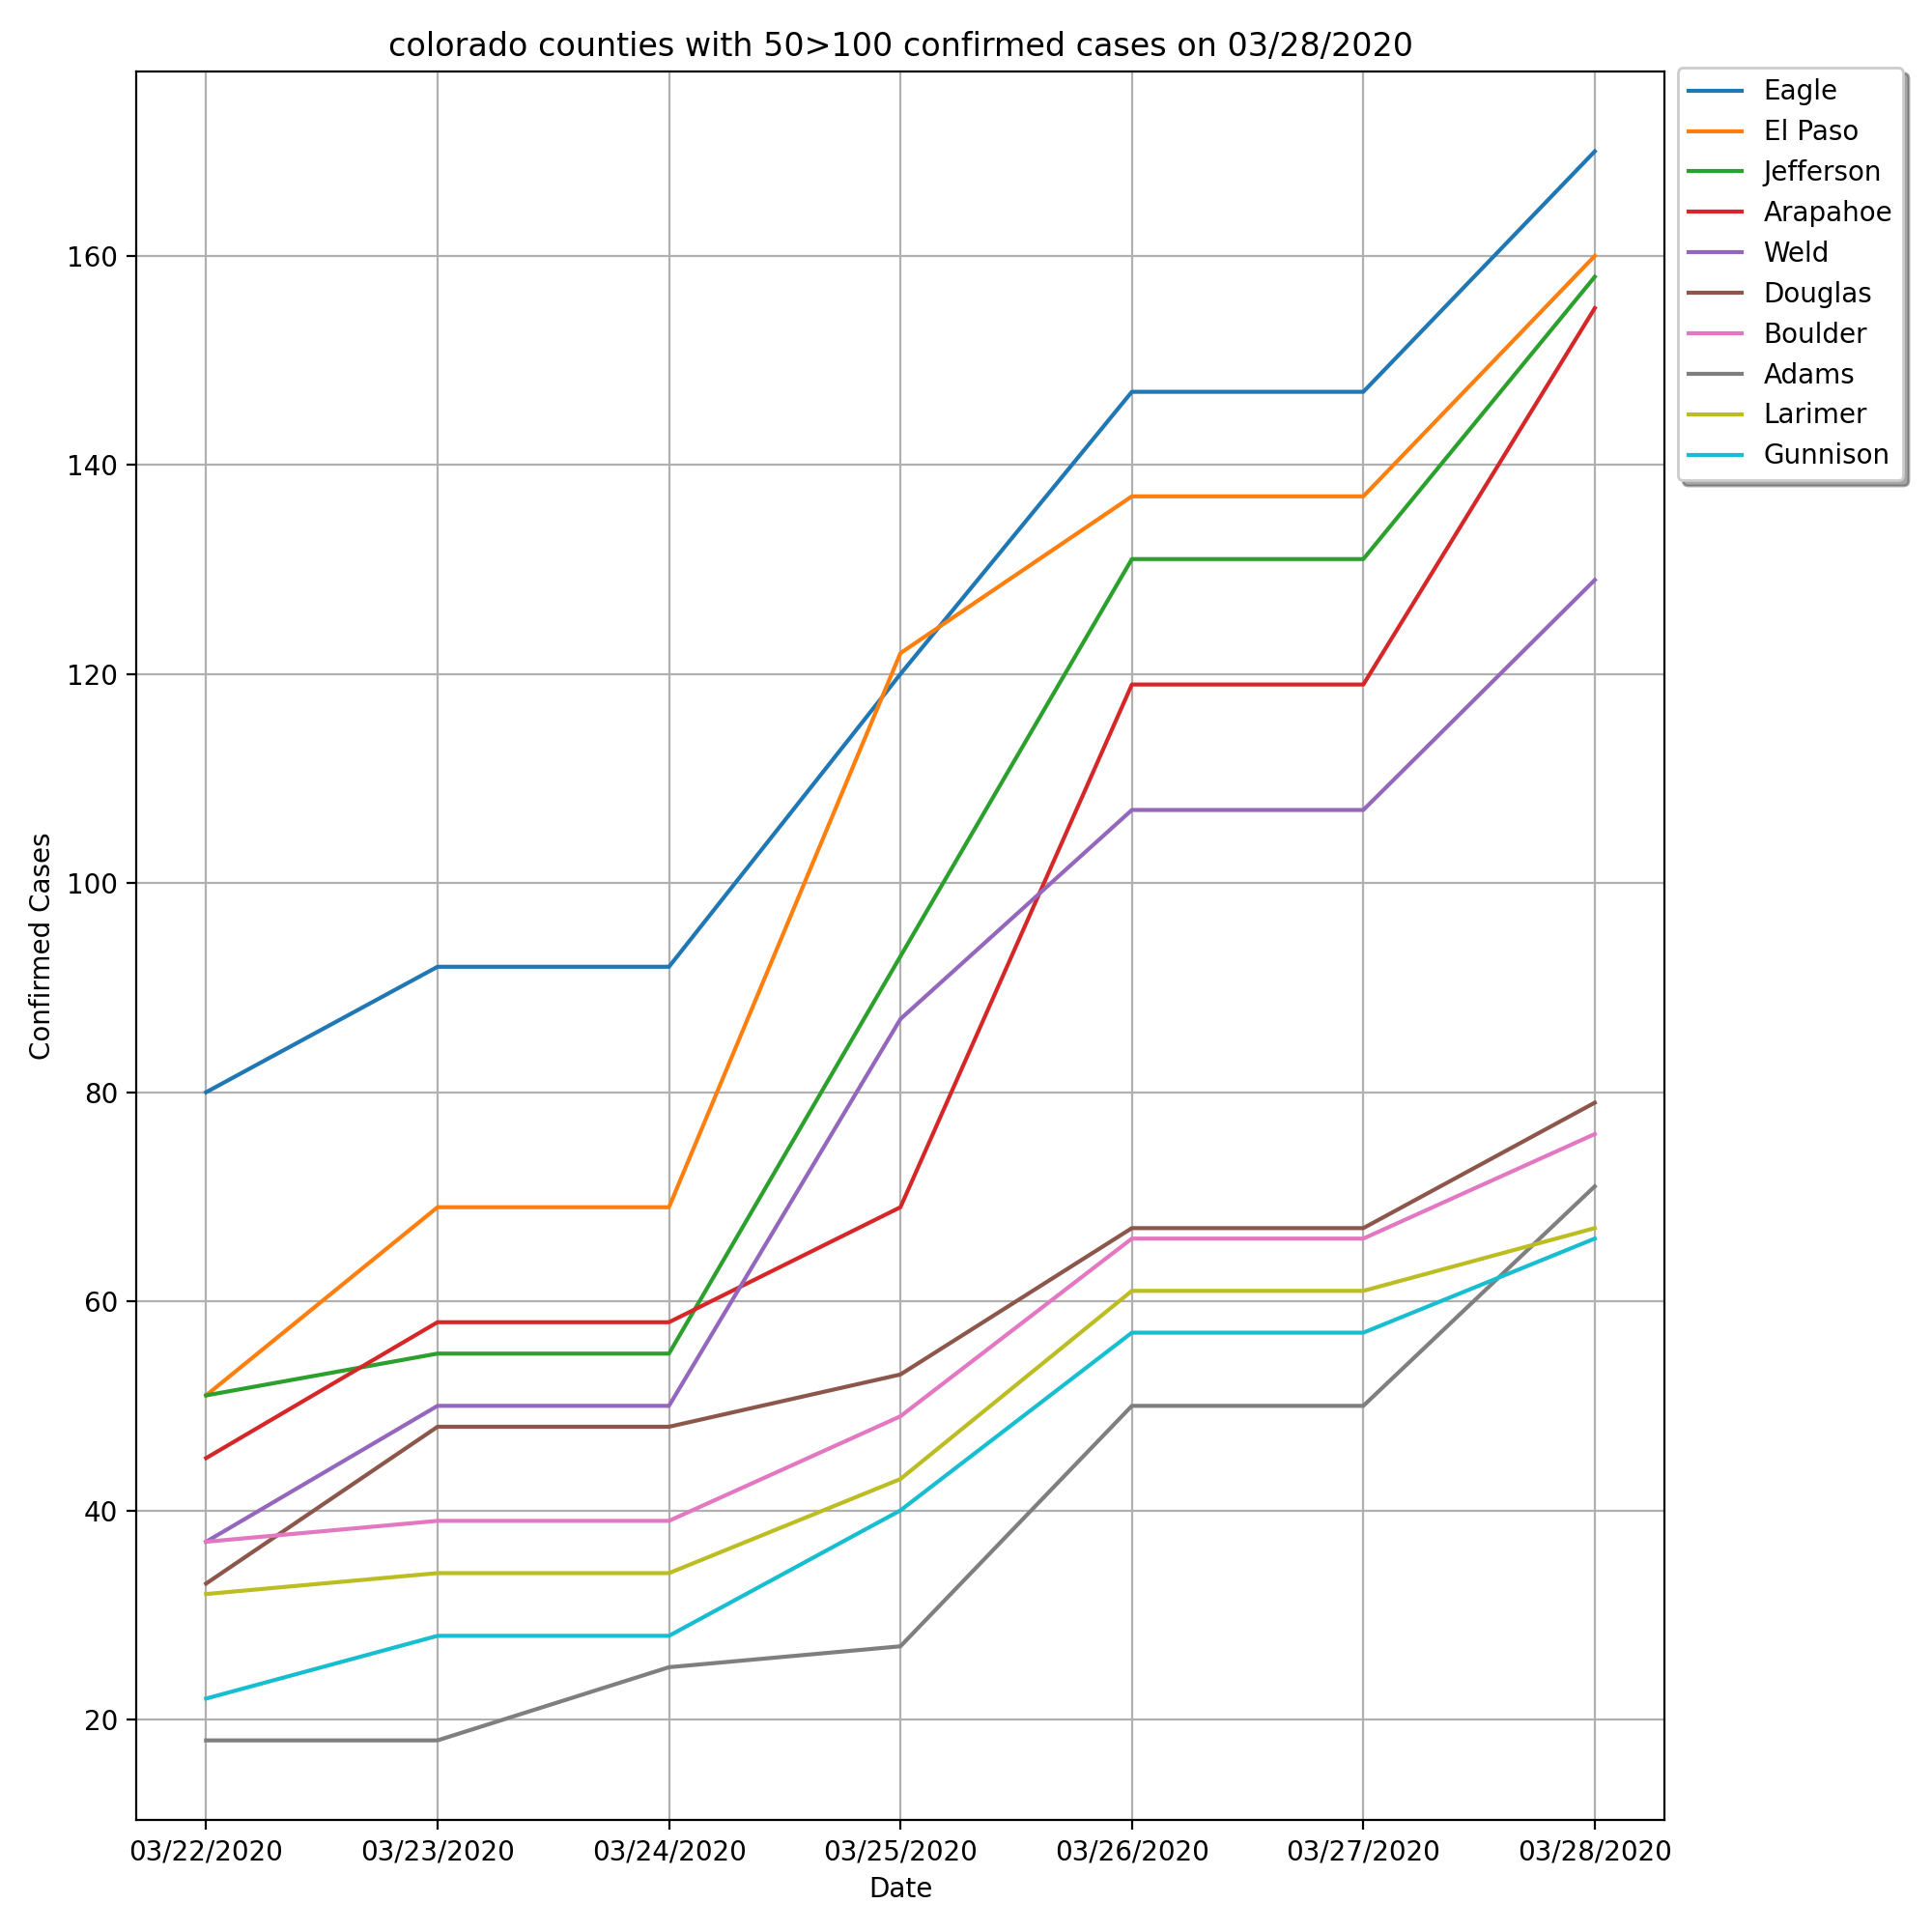 colorado counties with 50>100 confirmed cases on 03/28/2020
Eagle
El Paso
Jefferson
Arapahoe
Weld
Douglas
Boulder
Adams
Larimer
Gunnison
Confirmed Cases
160
140
120
100
80
60
40
20
03/22/2020 03/23/2020 03/24/2020 03/25/2020 03/26/2020 03/27/2020 03/28/2020
Date